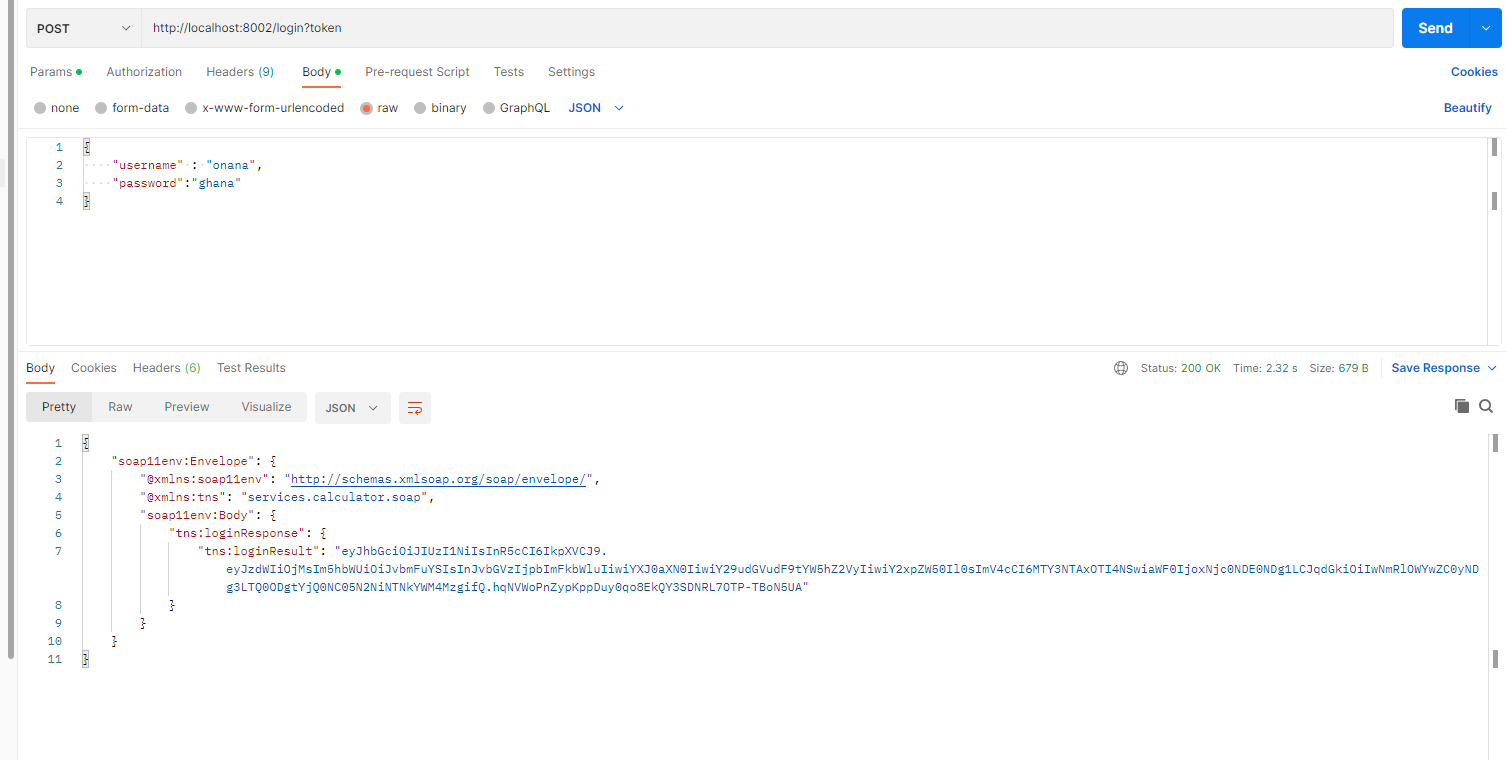 POST http://localhost:8002/login?token Send
Params Authorization Headers (9) Body Pre-request Script Tests Settings Cookies
none form-data x-www-form-urlencoded raw binary GraphQL JSON Beautify
1 {
2 "username" : "onana",
3 "password":"ghana"
4 }
Body Cookies Headers (6) Test Results Status: 200 OK Time: 2.32 s Size: 679 B Save Response
Pretty Raw Preview Visualize JSON
1 {
2 "soap11env:Envelope": {
3 "@xmlns:soap11env": "http://schemas.xmlsoap.org/soap/envelope/",
4 "@xmlns:tns": "services.calculator.soap",
5 "soap11env:Body": {
6 "tns:loginResponse": {
7 "tns:loginResult": "eyJhbGciOiJIUzI1NiIsInR5cCI6IkpXVCJ9.
eyJzdWIiOjMsIm5hbWUiOiJvbmFuYSIsInJvbGVzIjpbImFkbWluIiwiYXJ0aXN0IiwiY29udGVudF9tYW5hZ2VyIiwiY2xpZW50Il0sImV4cCI6MTY3NTAxOTI4NSwiaWF0IjoxNjc0NDE0NDg1LCJqdGkiOiIwNmRlOWYwZC0yND
g3LTQ0ODgtYjQ0NC05N2NiNTNkYWM4MzgifQ.hqNVWoPnZypKppDuy0qo8EkQY3SDNRL7OTP-TBoN5UA"
8 }
9 }
10 }
11 }